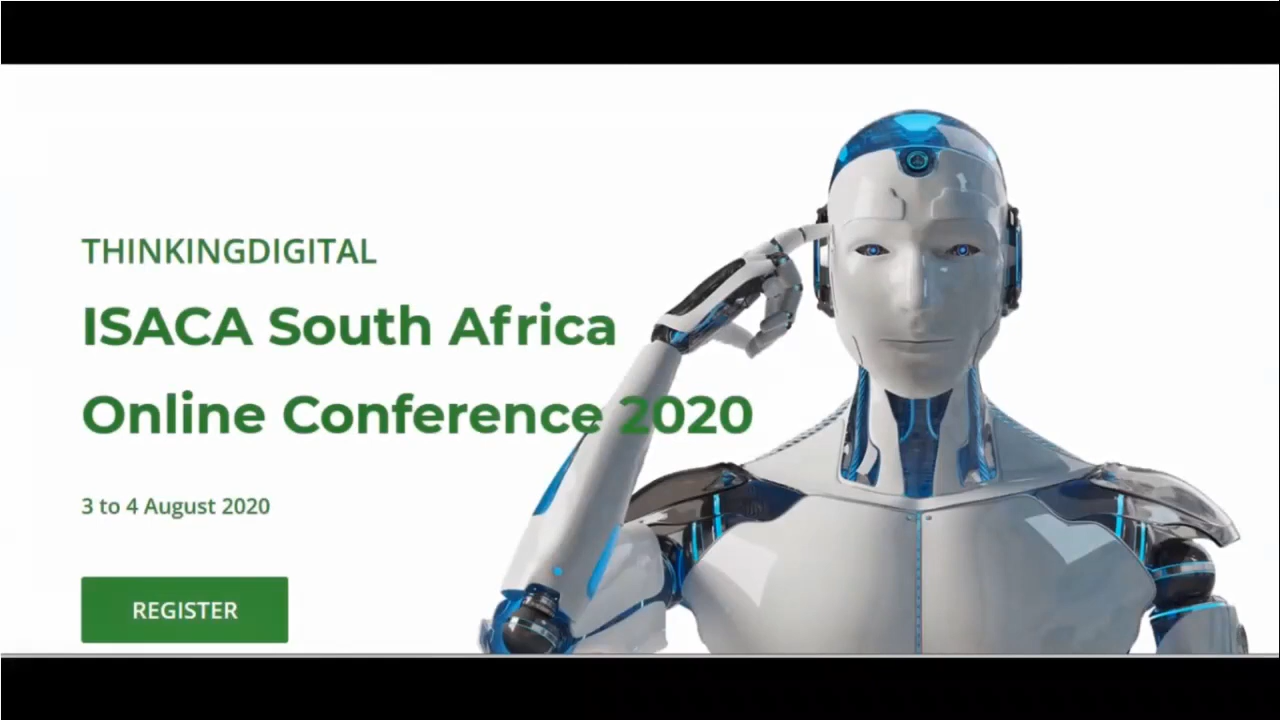 THINKINGDIGITAL
ISACA South Africa
Online Conference 2020
3 to 4 August 2020
REGISTER